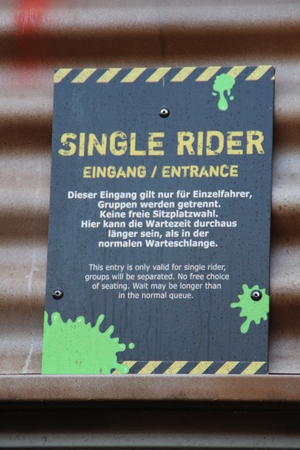 SINGLE RIDER
EINGANG / ENTRANCE
Dieser Eingang gilt nur für Einzelfahrer,
Gruppen werden getrennt.
Keine freie Sitzplatzwahl.
Hier kann die Wartezeit durchaus
länger sein, als in der
normalen Warteschlange.
This entry is only valid for single rider,
groups will be separated. No free choice
of seating. Wait may be longer than
in the normal queue.